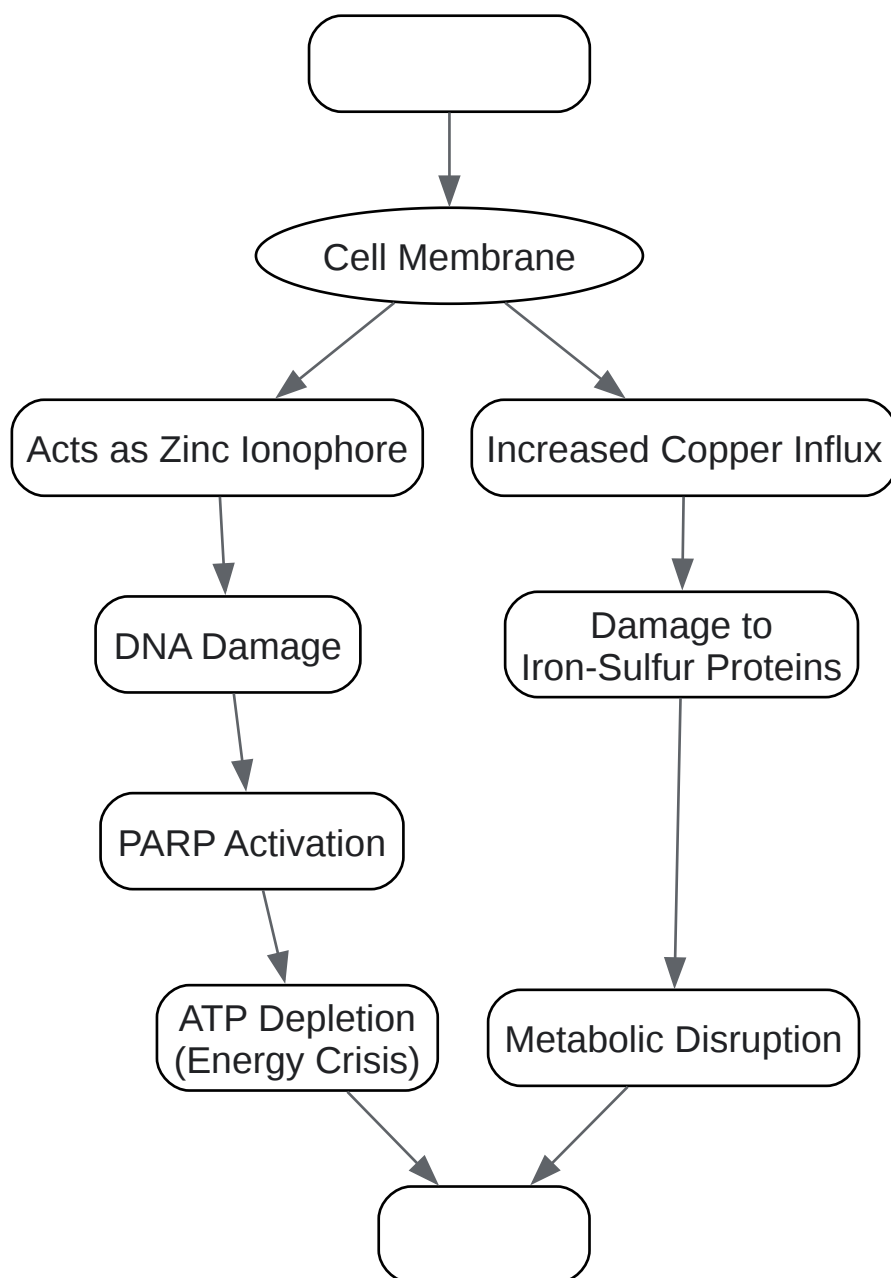 Cell Membrane
Acts as Zinc Ionophore
Increased Copper Influx
DNA Damage
Damage to
Iron-Sulfur Proteins
PARP Activation
ATP Depletion
(Energy Crisis)
Metabolic Disruption